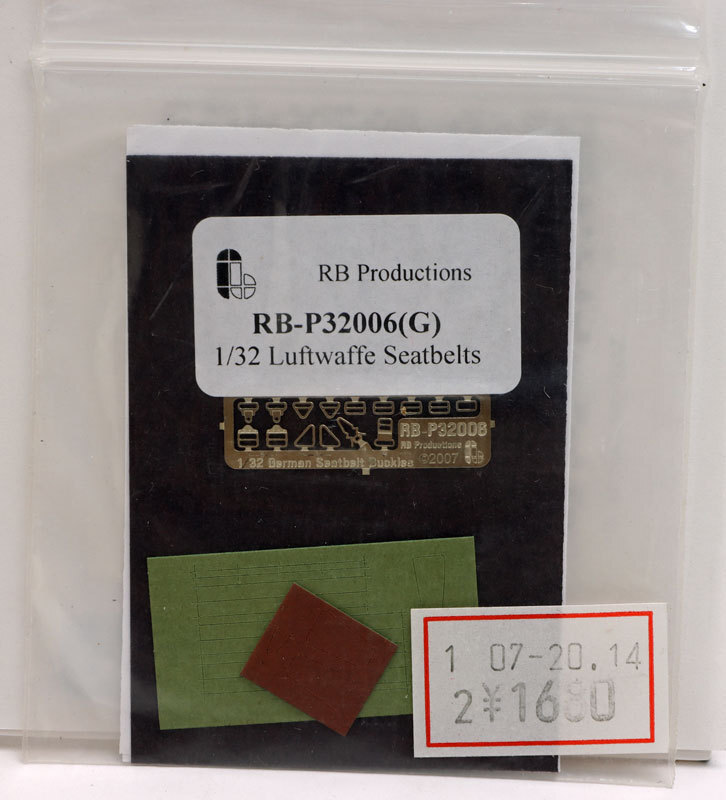 RB Productions
RB-P32006(G)
1/32 Luftwaffe Seatbelts
RB-P32006
RB Productions
1/32 German Seatbelt Buckles ©2007
1 07-20.14
2 ¥1680